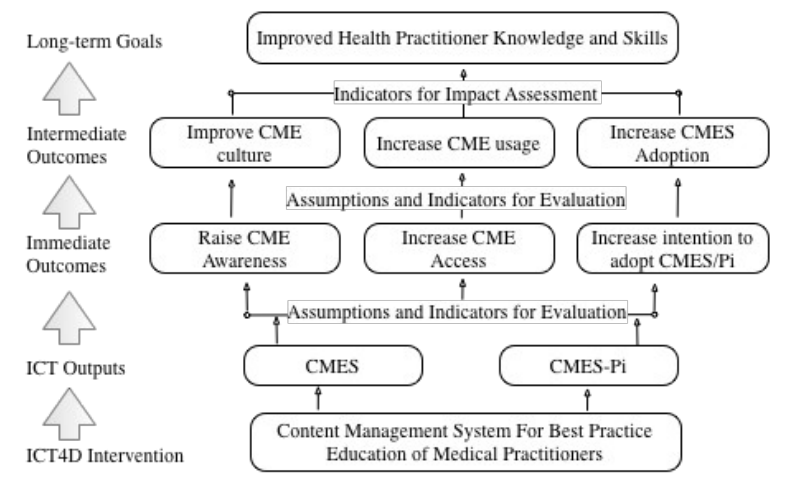 Long-term Goals
Improved Health Practitioner Knowledge and Skills
Indicators for Impact Assessment
Intermediate
Outcomes
Improve CME
culture
Increase CME usage
Increase CMES
Adoption
Assumptions and Indicators for Evaluation
Immediate
Outcomes
Raise CME
Awareness
Increase CME
Access
Increase intention to
adopt CMES/Pi
Assumptions and Indicators for Evaluation
ICT Outputs
CMES
CMES-Pi
ICT4D Intervention
Content Management System For Best Practice
Education of Medical Practitioners